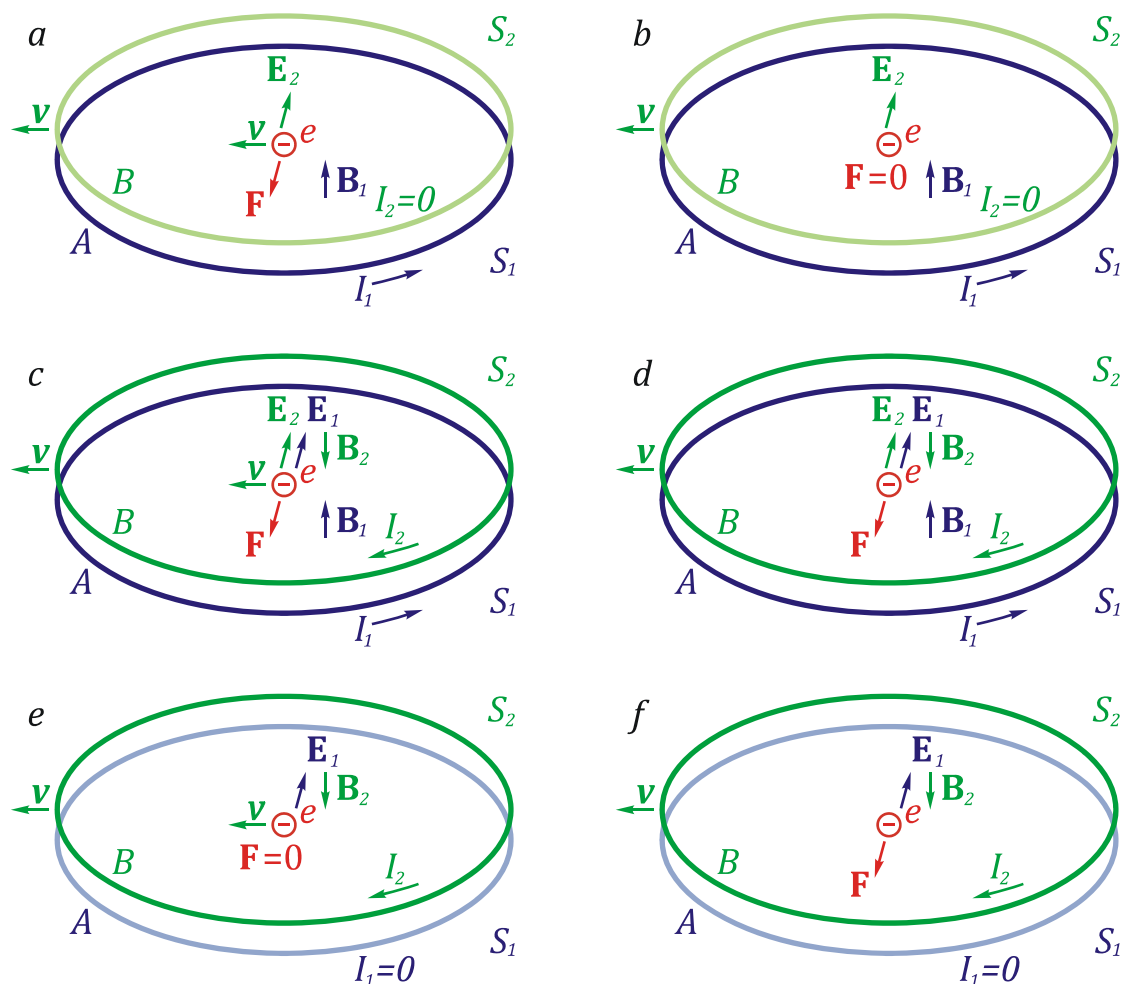 a S₂ b S₂
E₂ E₂
v v e v e
B F B₁ I₂=0 B F=0 B₁ I₂=0
A S₁ A S₁
I₁ I₁
c S₂ d S₂
E₂ E₁ E₂ E₁
v B₂ v B₂
v e e
B F B₁ I₂ B F B₁ I₂
A S₁ A S₁
I₁ I₁
e S₂ f S₂
E₁ E₁
v v e B₂ v e B₂
B F=0 I₂ B F I₂
A S₁ A S₁
I₁=0 I₁=0